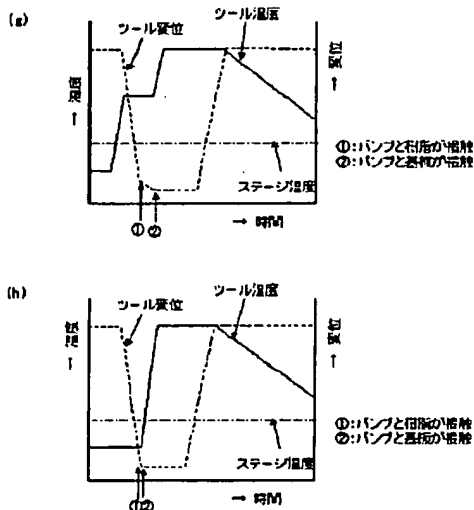 (g)
ツール変位
ツール温度
→ 温度
→ 変位
①:バンプと樹脂が接触
②:バンプと基板が接触
ステージ温度
① ②
→ 時間
(h)
ツール変位
ツール温度
→ 温度
→ 変位
①:バンプと樹脂が接触
②:バンプと基板が接触
ステージ温度
①②
→ 時間